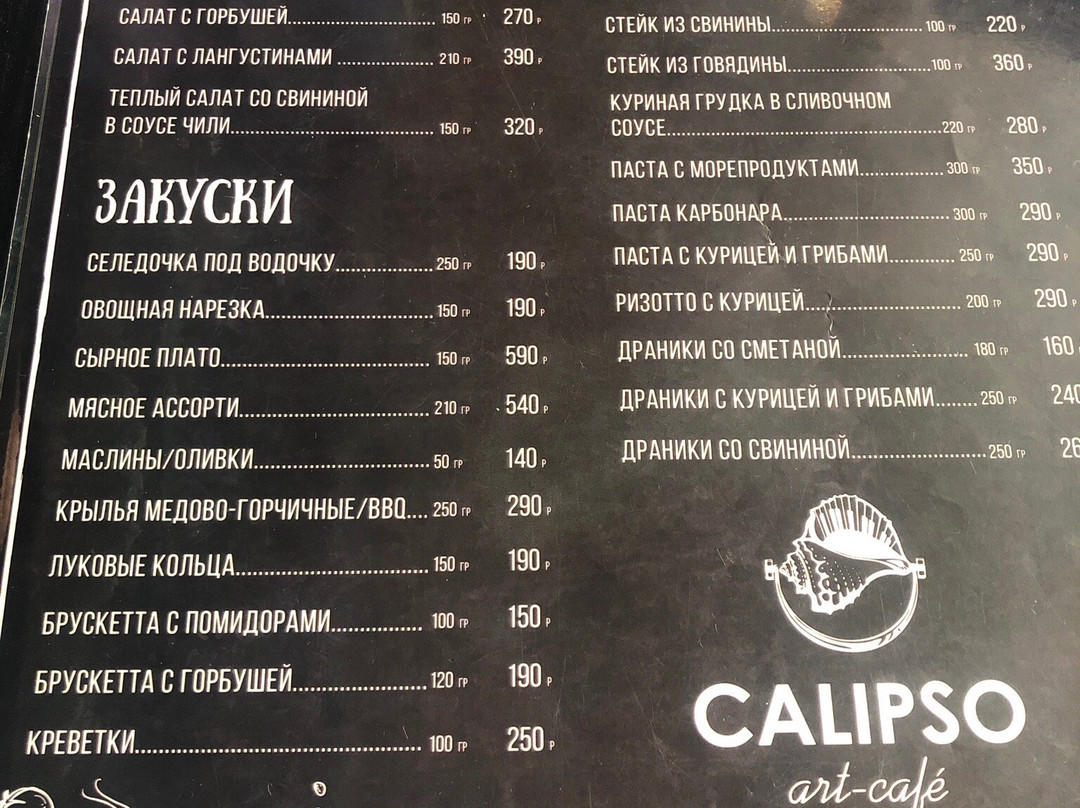 САЛАТ С ГОРБУШЕЙ.......... 150 ГР 270 Р
САЛАТ С ЛАНГУСТИНАМИ .......... 210 ГР 390 Р
ТЕПЛЫЙ САЛАТ СО СВИНИНОЙ
В СОУСЕ ЧИЛИ.......... 150 ГР 320 Р
ЗАКУСКИ
СЕЛЕДОЧКА ПОД ВОДОЧКУ.......... 250 ГР 190 Р
ОВОЩНАЯ НАРЕЗКА.......... 150 ГР 190 Р
СЫРНОЕ ПЛАТО.......... 150 ГР 590 Р
МЯСНОЕ АССОРТИ.......... 210 ГР 540 Р
МАСЛИНЫ/ОЛИВКИ.......... 50 ГР 140 Р
КРЫЛЬЯ МЕДОВО-ГОРЧИЧНЫЕ/BBQ.... 250 ГР 290 Р
ЛУКОВЫЕ КОЛЬЦА.......... 150 ГР 190 Р
БРУСКЕТТА С ПОМИДОРАМИ.......... 100 ГР 150 Р
БРУСКЕТТА С ГОРБУШЕЙ.......... 120 ГР 190 Р
КРЕВЕТКИ.......... 100 ГР 250 Р
СТЕЙК ИЗ СВИНИНЫ.......... 100 ГР 220 Р
СТЕЙК ИЗ ГОВЯДИНЫ.......... 100 ГР 360 Р
КУРИНАЯ ГРУДКА В СЛИВОЧНОМ
СОУСЕ.......... 220 ГР 280 Р
ПАСТА С МОРЕПРОДУКТАМИ.......... 300 ГР 350 Р
ПАСТА КАРБОНАРА.......... 300 ГР 290 Р
ПАСТА С КУРИЦЕЙ И ГРИБАМИ.......... 250 ГР 290 Р
РИЗОТТО С КУРИЦЕЙ.......... 200 ГР 290 Р
ДРАНИКИ СО СМЕТАНОЙ.......... 180 ГР 160
ДРАНИКИ С КУРИЦЕЙ И ГРИБАМИ........ 250 ГР 240
ДРАНИКИ СО СВИНИНОЙ.......... 250 ГР 26
CALIPSO
art-café